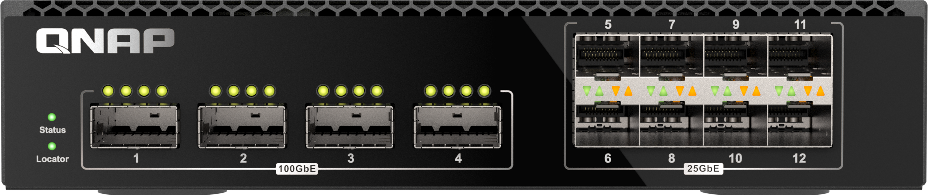 QNAP
5 7 9 11
Status
Locator
1 2 3 4
6 8 10 12
100GbE
25GbE